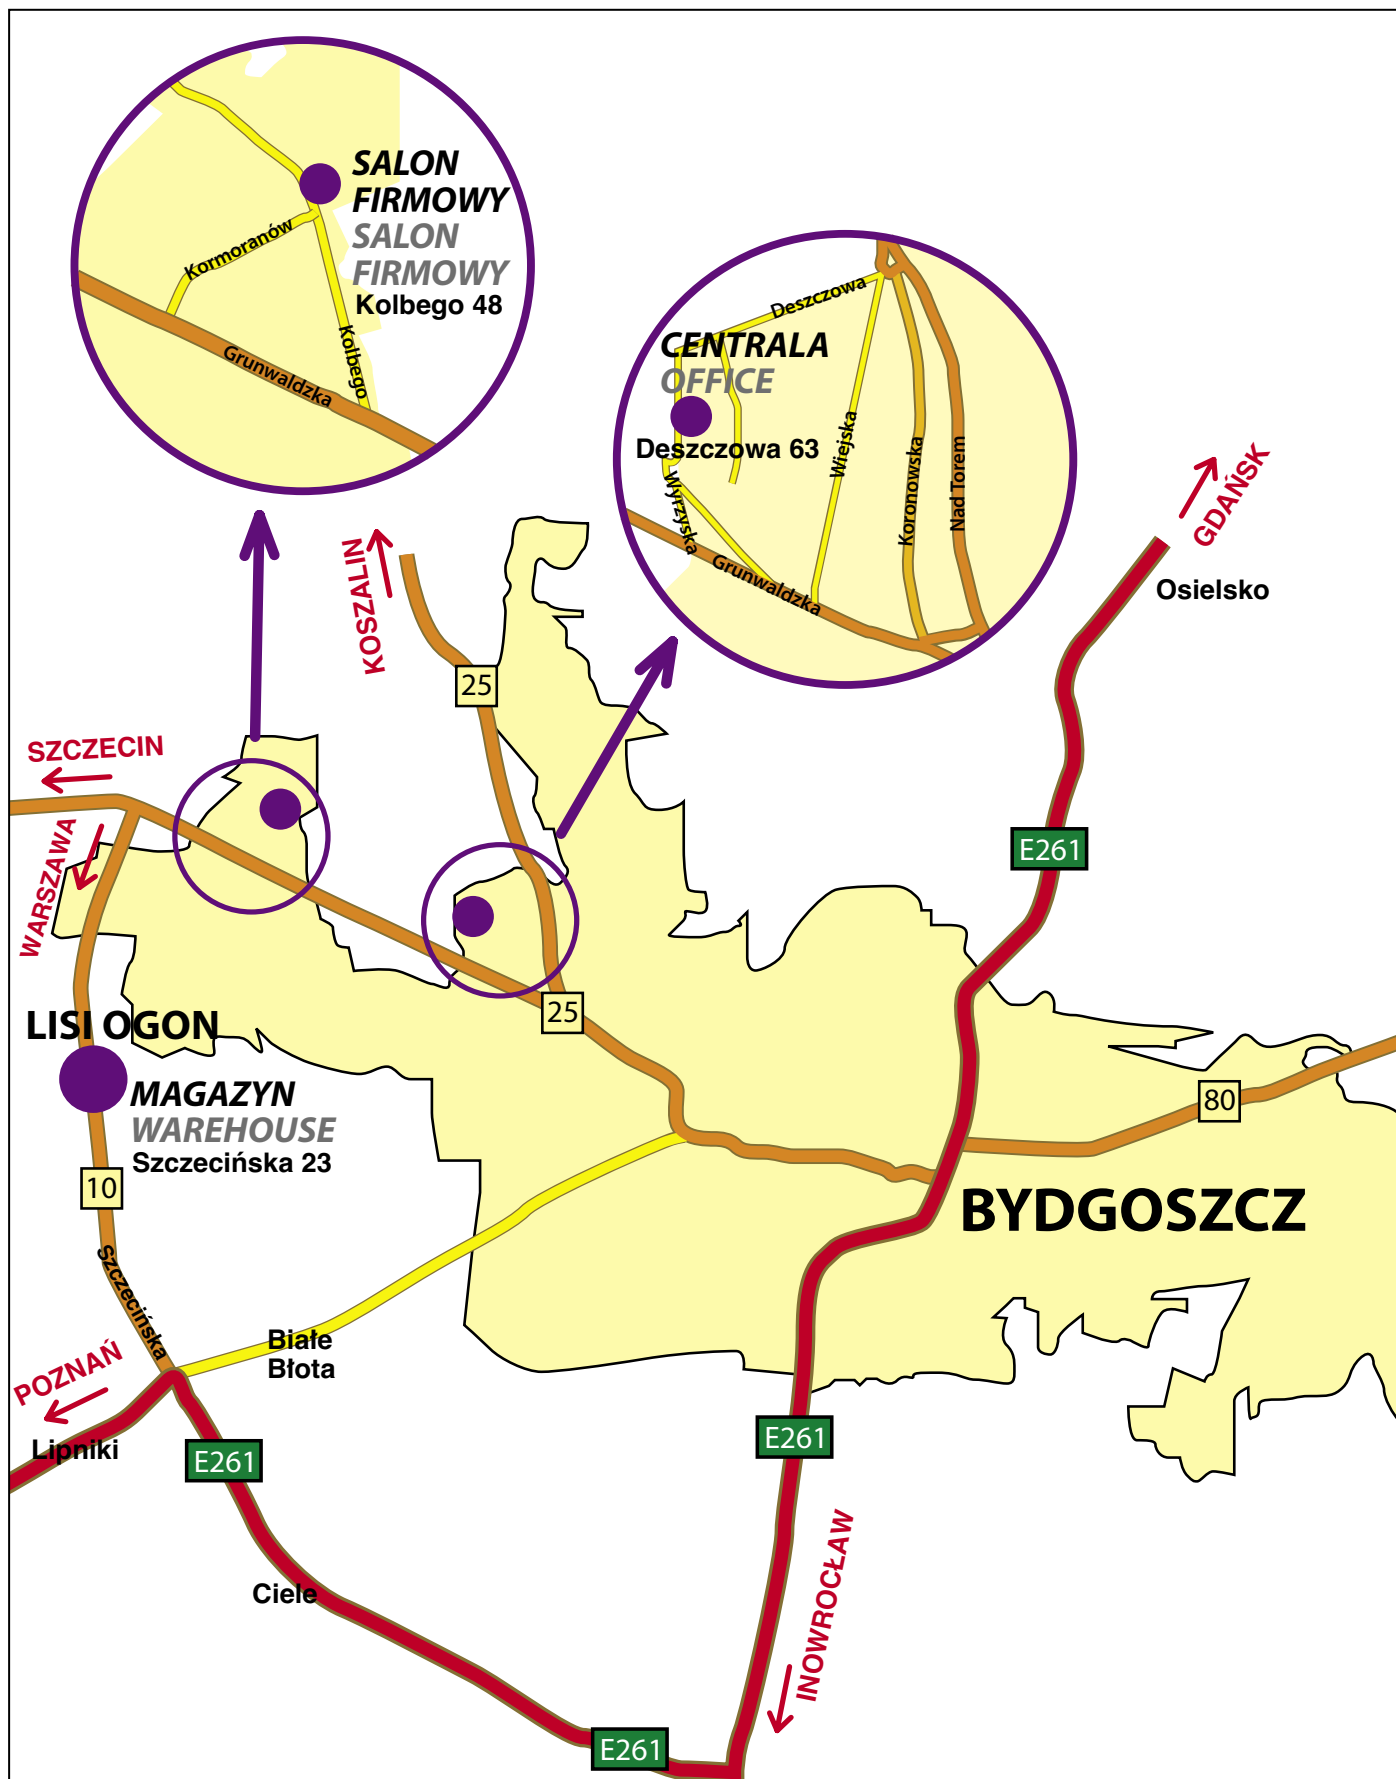 SALON
FIRMOWY
SALON
FIRMOWY
Kolbego 48
Kormoranów
Kolbego
Grunwaldzka
Deszczowa
CENTRALA
OFFICE
Deszczowa 63
Wyrzyska
Wiejska
Koronowska
Nad Torem
Grunwaldzka
GDAŃSK
Osielsko
KOSZALIN
25
SZCZECIN
WARSZAWA
E261
25
LISI OGON
MAGAZYN
WAREHOUSE
Szczecińska 23
80
10
BYDGOSZCZ
Szczecińska
Białe
Błota
POZNAŃ
Lipniki
E261
E261
INOWROCŁAW
Ciele
E261